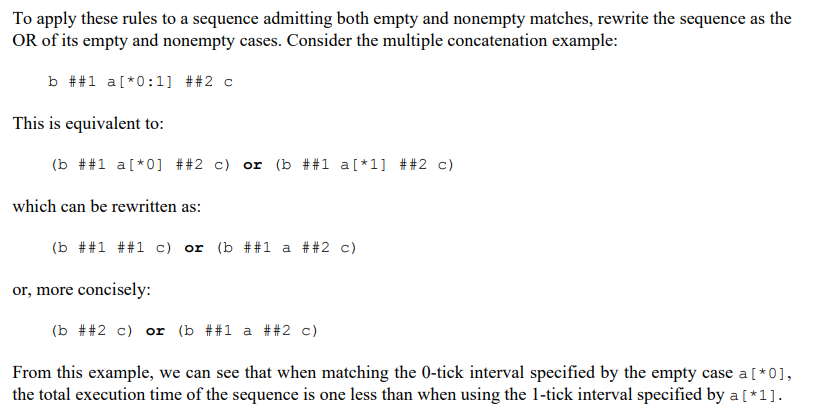 To apply these rules to a sequence admitting both empty and nonempty matches, rewrite the sequence as the
OR of its empty and nonempty cases. Consider the multiple concatenation example:
b ##1 a[*0:1] ##2 c
This is equivalent to:
(b ##1 a[*0] ##2 c) or (b ##1 a[*1] ##2 c)
which can be rewritten as:
(b ##1 ##1 c) or (b ##1 a ##2 c)
or, more concisely:
(b ##2 c) or (b ##1 a ##2 c)
From this example, we can see that when matching the 0-tick interval specified by the empty case a[*0],
the total execution time of the sequence is one less than when using the 1-tick interval specified by a[*1].